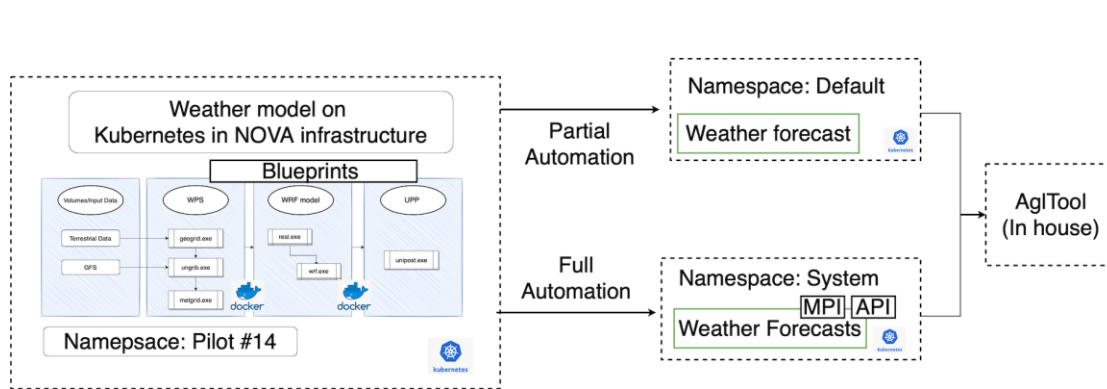 Weather model on
Kubernetes in NOVA infrastructure
Blueprints
Volumes/Input Data
WPS
WRF model
UPP
Terrestrial Data
geogrid.exe
real.exe
GFS
ungrib.exe
wrf.exe
unipost.exe
metgrid.exe
docker
docker
Namepsace: Pilot #14
kubernetes
Partial
Automation
Full
Automation
Namespace: Default
Weather forecast
kubernetes
Namespace: System
MPI
API
Weather Forecasts
kubernetes
AglTool
(In house)